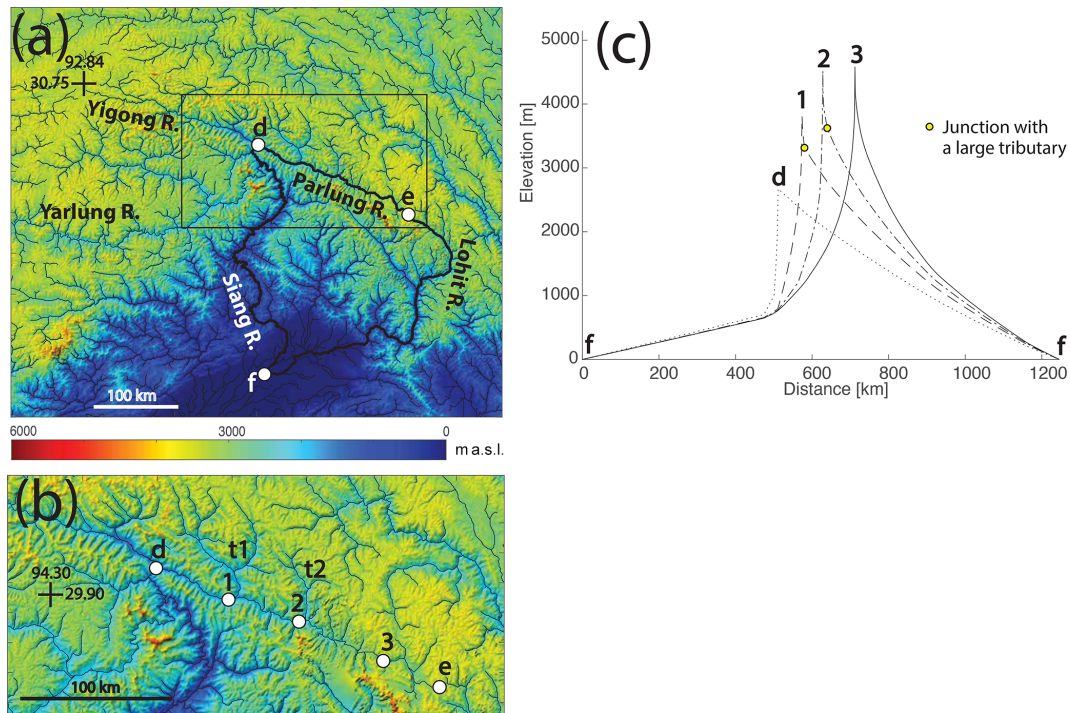 (a)
92.84
30.75
Yigong R.
d
Parlung R.
e
Yarlung R.
Lohit R.
Siang R.
f
100 km
6000
3000
0
m a.s.l.
(b)
94.30
29.90
d
t1
t2
1
2
3
e
100 km
(c)
5000
4000
3000
2000
1000
0
Elevation [m]
1
2
3
d
f
f
Junction with
a large tributary
0
200
400
600
800
1000
1200
Distance [km]